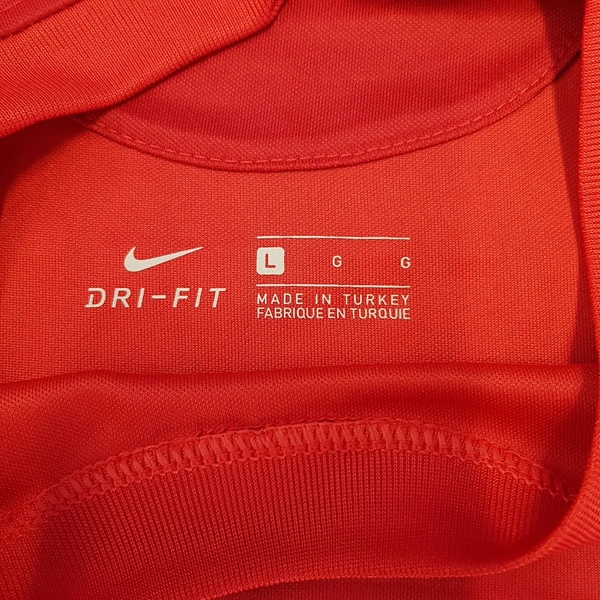 DRI-FIT
L G G
MADE IN TURKEY
FABRIQUE EN TURQUIE